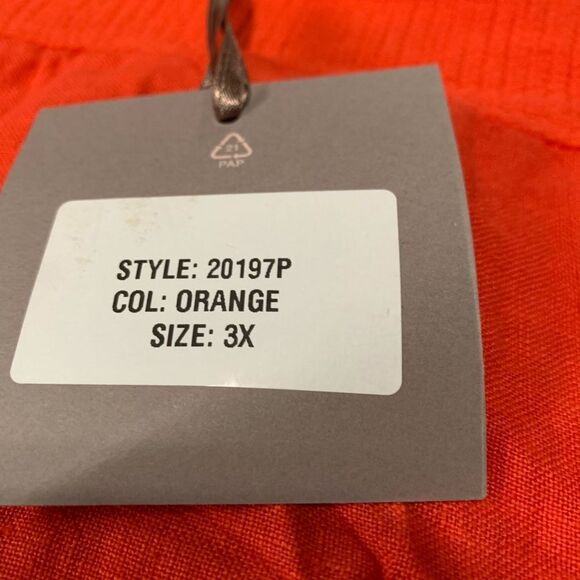 21
PAP
STYLE: 20197P
COL: ORANGE
SIZE: 3X